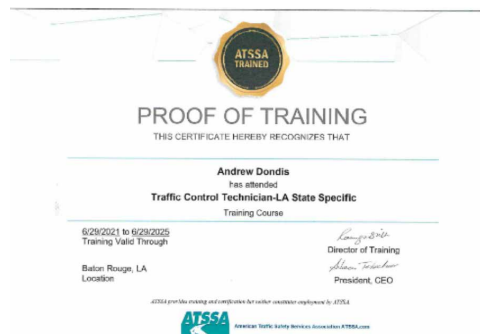 ATSSA
TRAINED
PROOF OF TRAINING
THIS CERTIFICATE HEREBY RECOGNIZES THAT
Andrew Dondis
has attended
Traffic Control Technician-LA State Specific
Training Course
6/29/2021 to 6/29/2025
Training Valid Through
Director of Training
Baton Rouge, LA
Location
President, CEO
ATSSA provides training and certification but neither constitutes employment by ATSSA
ATSSA
American Traffic Safety Services Association ATSSA.com